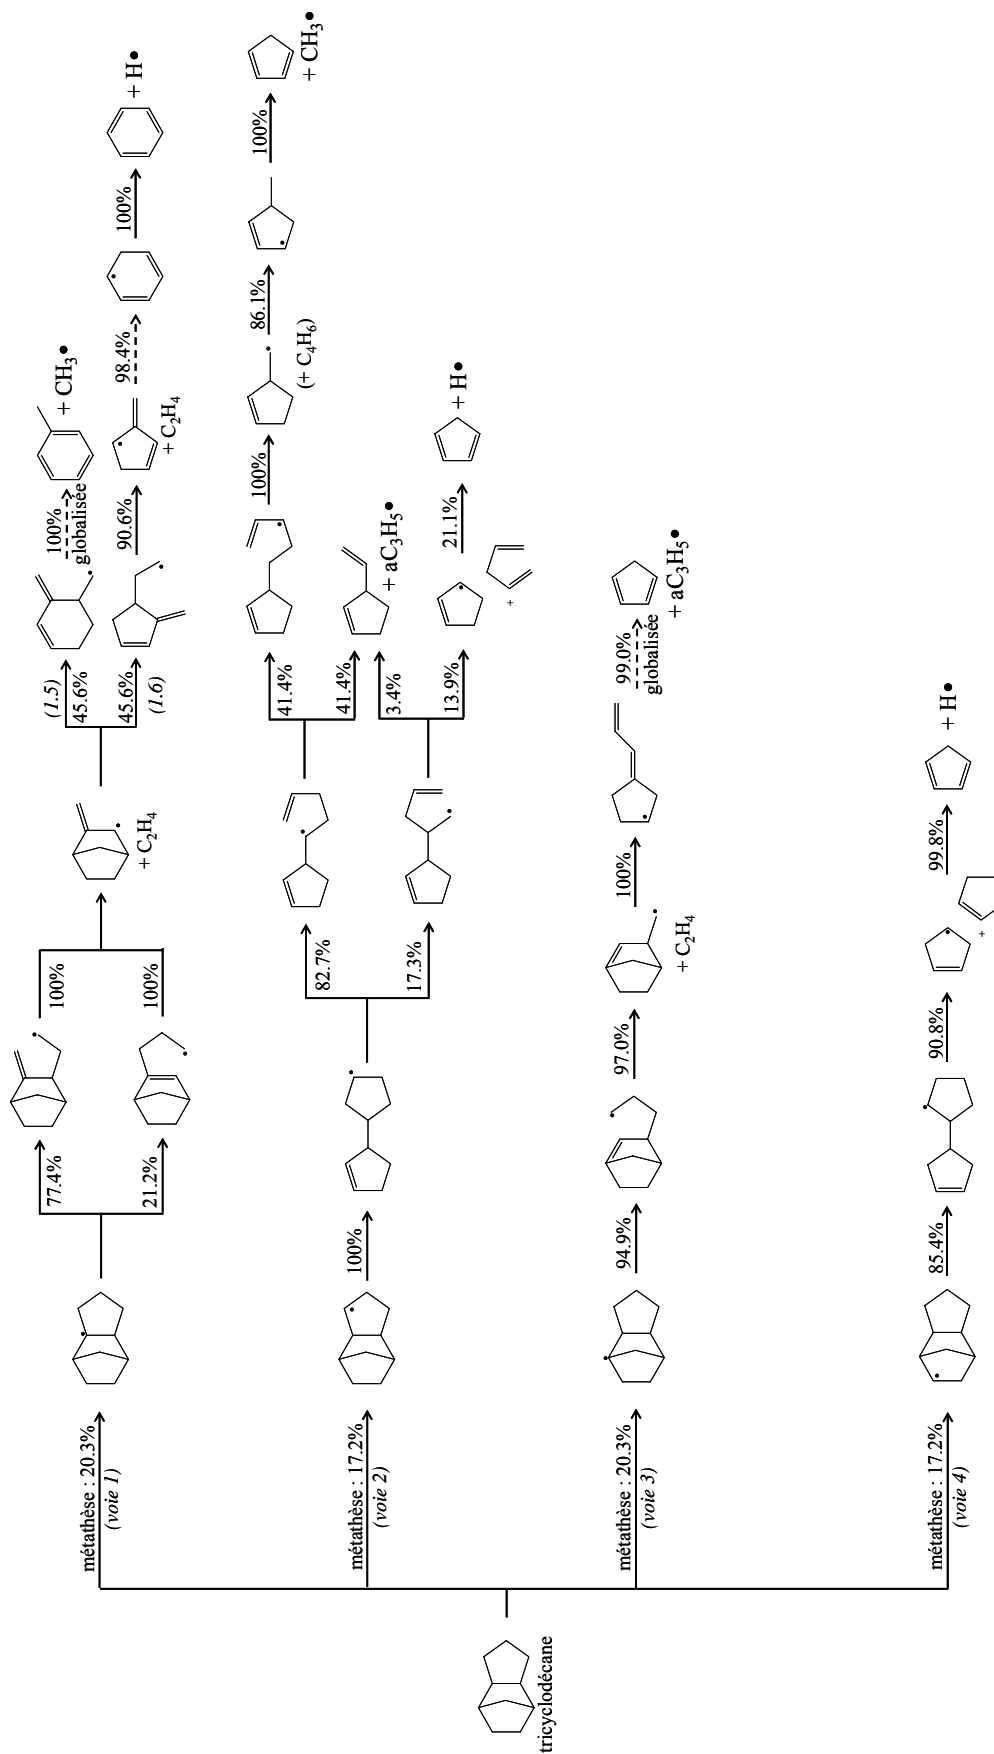 tricyclodécane
métathèse : 20.3%
(voie 1)
77.4%
21.2%
100%
100%
+ C₂H₄
(1.5)
45.6%
45.6%
(1.6)
100%
globalisée
+ CH₃•
90.6%
+ C₂H₄
98.4%
100%
+ H•
métathèse : 17.2%
(voie 2)
100%
82.7%
17.3%
41.4%
41.4%
3.4%
13.9%
100%
(+ C₄H₆)
86.1%
100%
+ CH₃•
+ aC₃H₅•
+
21.1%
+ H•
métathèse : 20.3%
(voie 3)
94.9%
97.0%
+ C₂H₄
100%
99.0%
globalisée
+ aC₃H₅•
métathèse : 17.2%
(voie 4)
85.4%
90.8%
+
99.8%
+ H•